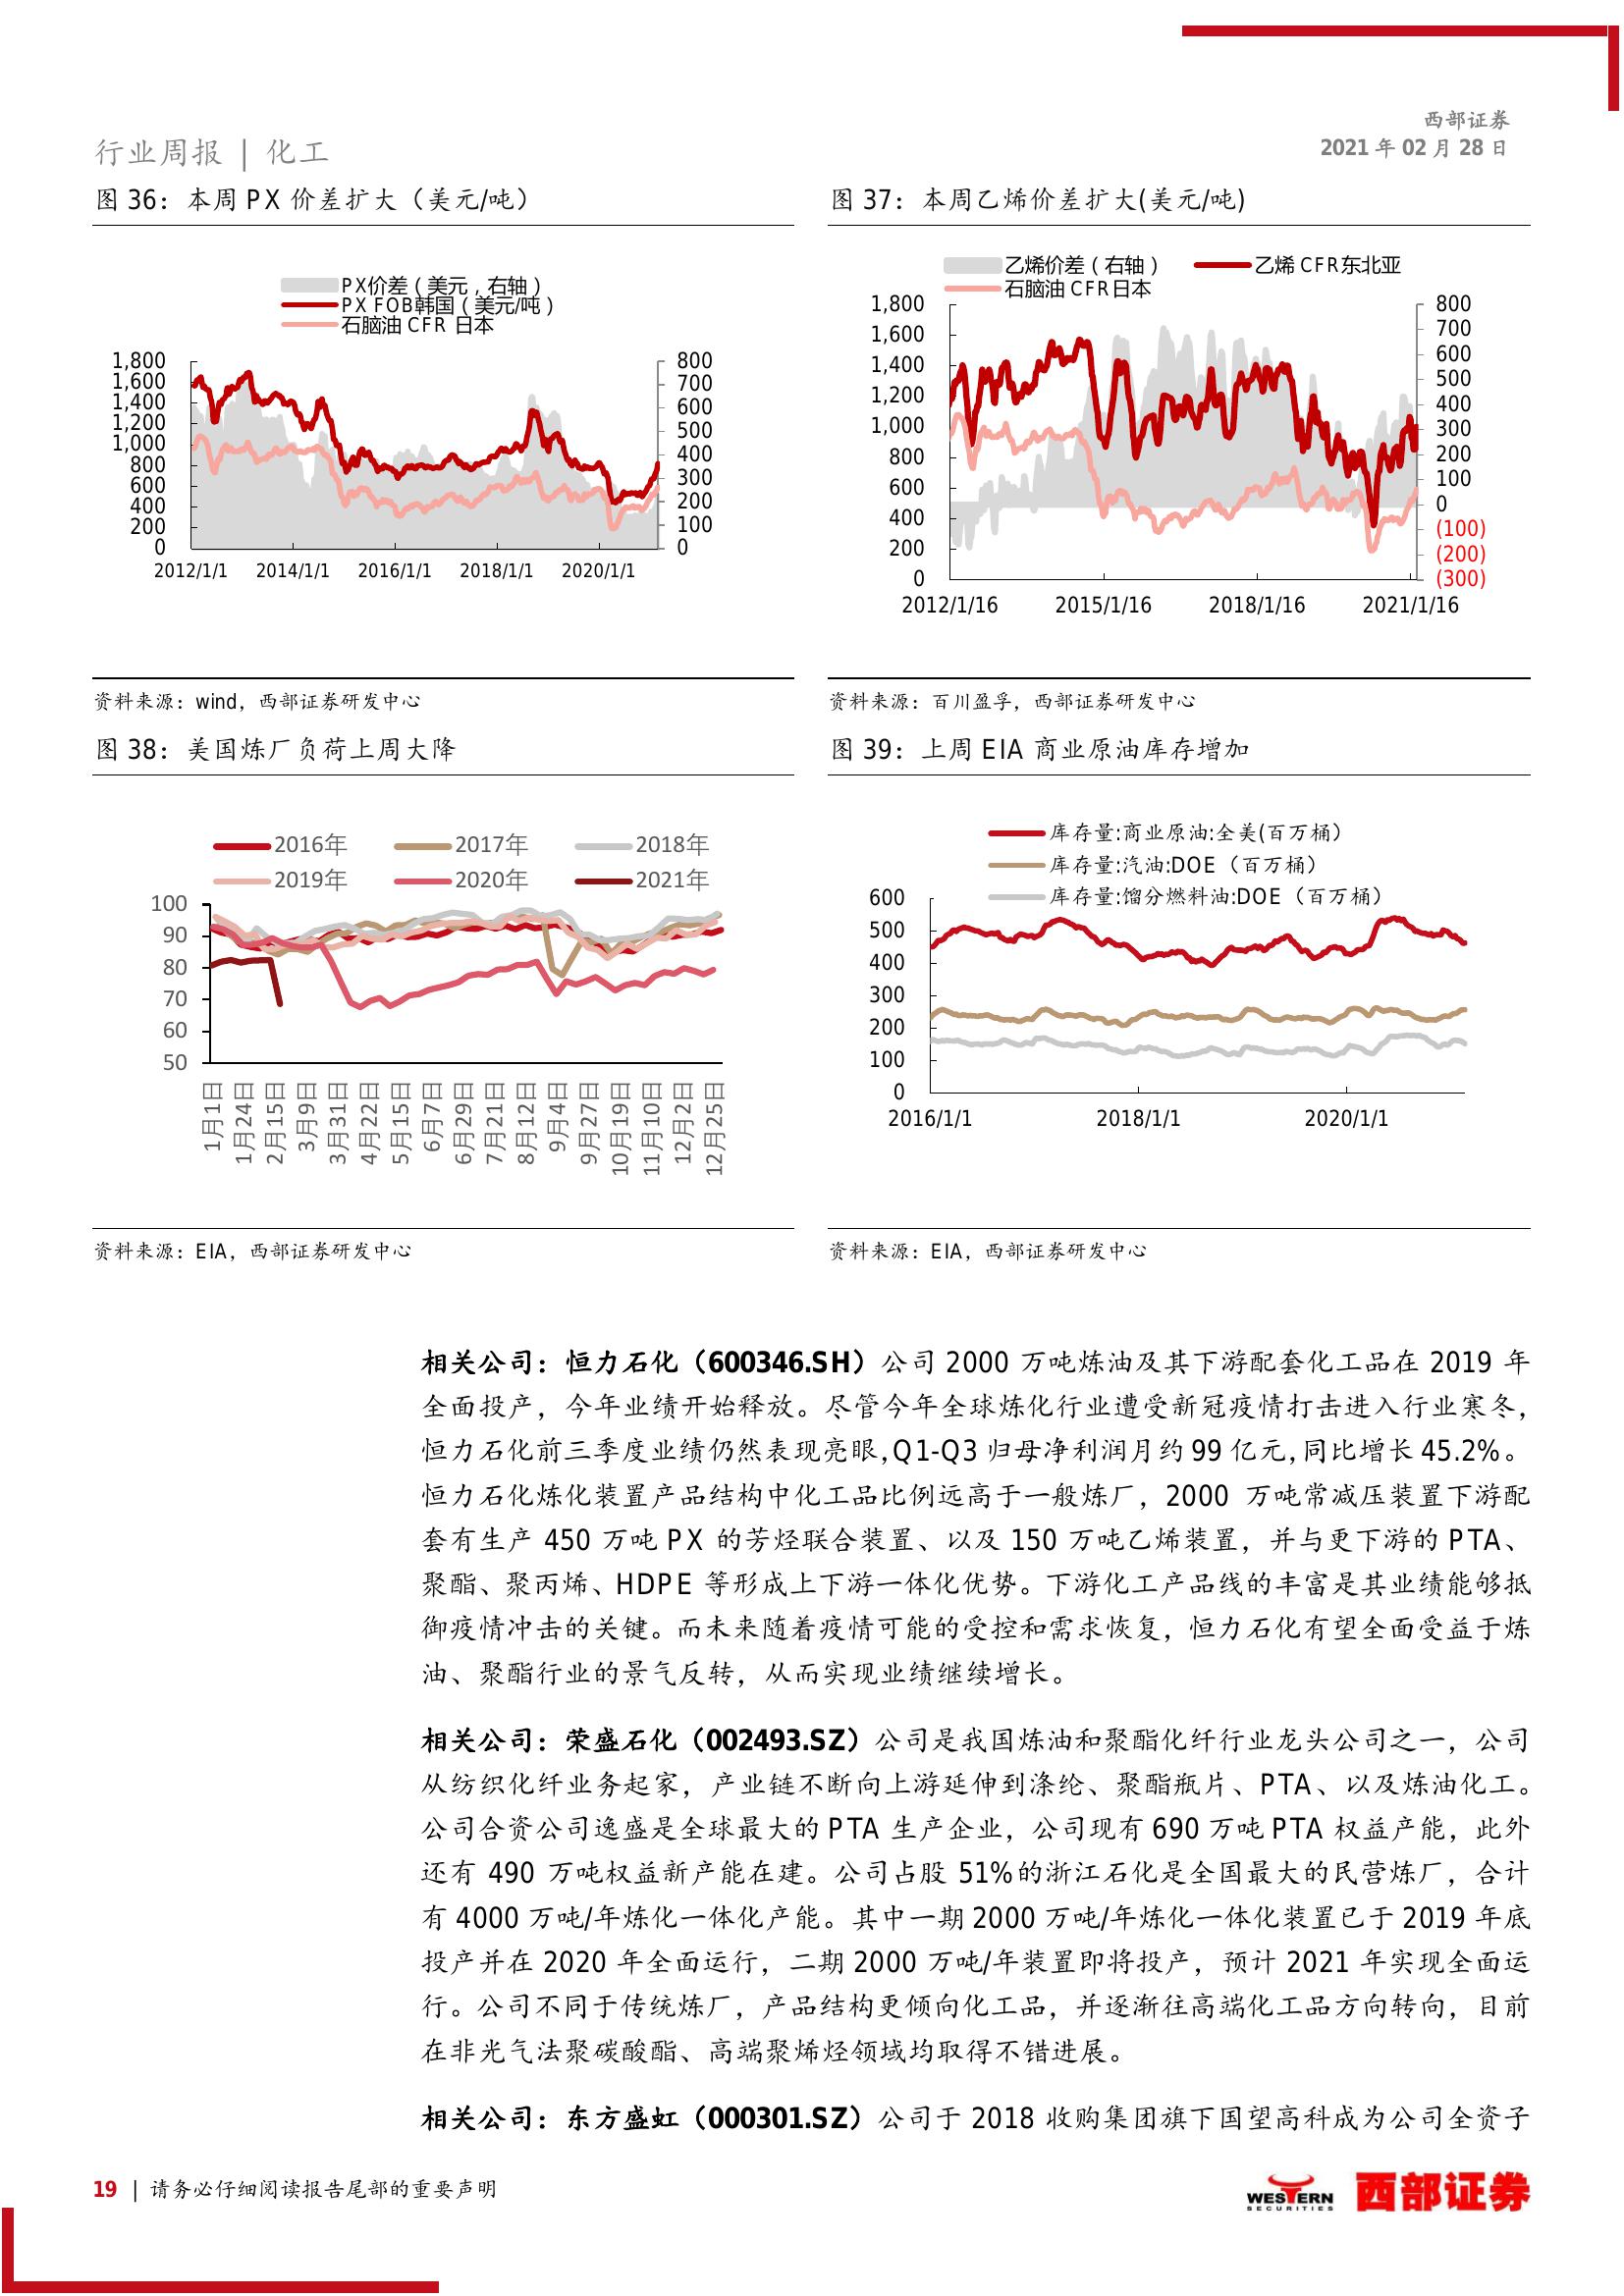 西部证券
2021 年 02 月 28 日
行业周报 | 化工
图 36：本周 PX 价差扩大（美元/吨）
PX价差（美元，右轴）
PX FOB韩国（美元/吨）
石脑油 CFR 日本
1,800
1,600
1,400
1,200
1,000
800
600
400
200
0
800
700
600
500
400
300
200
100
0
2012/1/1 2014/1/1 2016/1/1 2018/1/1 2020/1/1
资料来源：wind，西部证券研发中心
图 37：本周乙烯价差扩大(美元/吨)
乙烯价差（右轴） 乙烯 CFR东北亚
石脑油 CFR日本
1,800
1,600
1,400
1,200
1,000
800
600
400
200
0
800
700
600
500
400
300
200
100
0
(100)
(200)
(300)
2012/1/16 2015/1/16 2018/1/16 2021/1/16
资料来源：百川盈孚，西部证券研发中心
图 38：美国炼厂负荷上周大降
2016年 2017年 2018年
2019年 2020年 2021年
100
90
80
70
60
50
1月1日
1月24日
2月15日
3月9日
3月31日
4月22日
5月15日
6月7日
6月29日
7月21日
8月12日
9月4日
9月27日
10月19日
11月10日
12月2日
12月25日
资料来源：EIA，西部证券研发中心
图 39：上周 EIA 商业原油库存增加
库存量:商业原油:全美(百万桶）
库存量:汽油:DOE（百万桶）
库存量:馏分燃料油:DOE（百万桶）
600
500
400
300
200
100
0
2016/1/1 2018/1/1 2020/1/1
资料来源：EIA，西部证券研发中心
相关公司：恒力石化（600346.SH）公司 2000 万吨炼油及其下游配套化工品在 2019 年
全面投产，今年业绩开始释放。尽管今年全球炼化行业遭受新冠疫情打击进入行业寒冬，
恒力石化前三季度业绩仍然表现亮眼，Q1-Q3 归母净利润月约 99 亿元，同比增长 45.2%。
恒力石化炼化装置产品结构中化工品比例远高于一般炼厂，2000 万吨常减压装置下游配
套有生产 450 万吨 PX 的芳烃联合装置、以及 150 万吨乙烯装置，并与更下游的 PTA、
聚酯、聚丙烯、HDPE 等形成上下游一体化优势。下游化工产品线的丰富是其业绩能够抵
御疫情冲击的关键。而未来随着疫情可能的受控和需求恢复，恒力石化有望全面受益于炼
油、聚酯行业的景气反转，从而实现业绩继续增长。
相关公司：荣盛石化（002493.SZ）公司是我国炼油和聚酯化纤行业龙头公司之一，公司
从纺织化纤业务起家，产业链不断向上游延伸到涤纶、聚酯瓶片、PTA、以及炼油化工。
公司合资公司逸盛是全球最大的 PTA 生产企业，公司现有 690 万吨 PTA 权益产能，此外
还有 490 万吨权益新产能在建。公司占股 51%的浙江石化是全国最大的民营炼厂，合计
有 4000 万吨/年炼化一体化产能。其中一期 2000 万吨/年炼化一体化装置已于 2019 年底
投产并在 2020 年全面运行，二期 2000 万吨/年装置即将投产，预计 2021 年实现全面运
行。公司不同于传统炼厂，产品结构更倾向化工品，并逐渐往高端化工品方向转向，目前
在非光气法聚碳酸酯、高端聚烯烃领域均取得不错进展。
相关公司：东方盛虹（000301.SZ）公司于 2018 收购集团旗下国望高科成为公司全资子
19 | 请务必仔细阅读报告尾部的重要声明
WESTERN
SECURITIES
西部证券